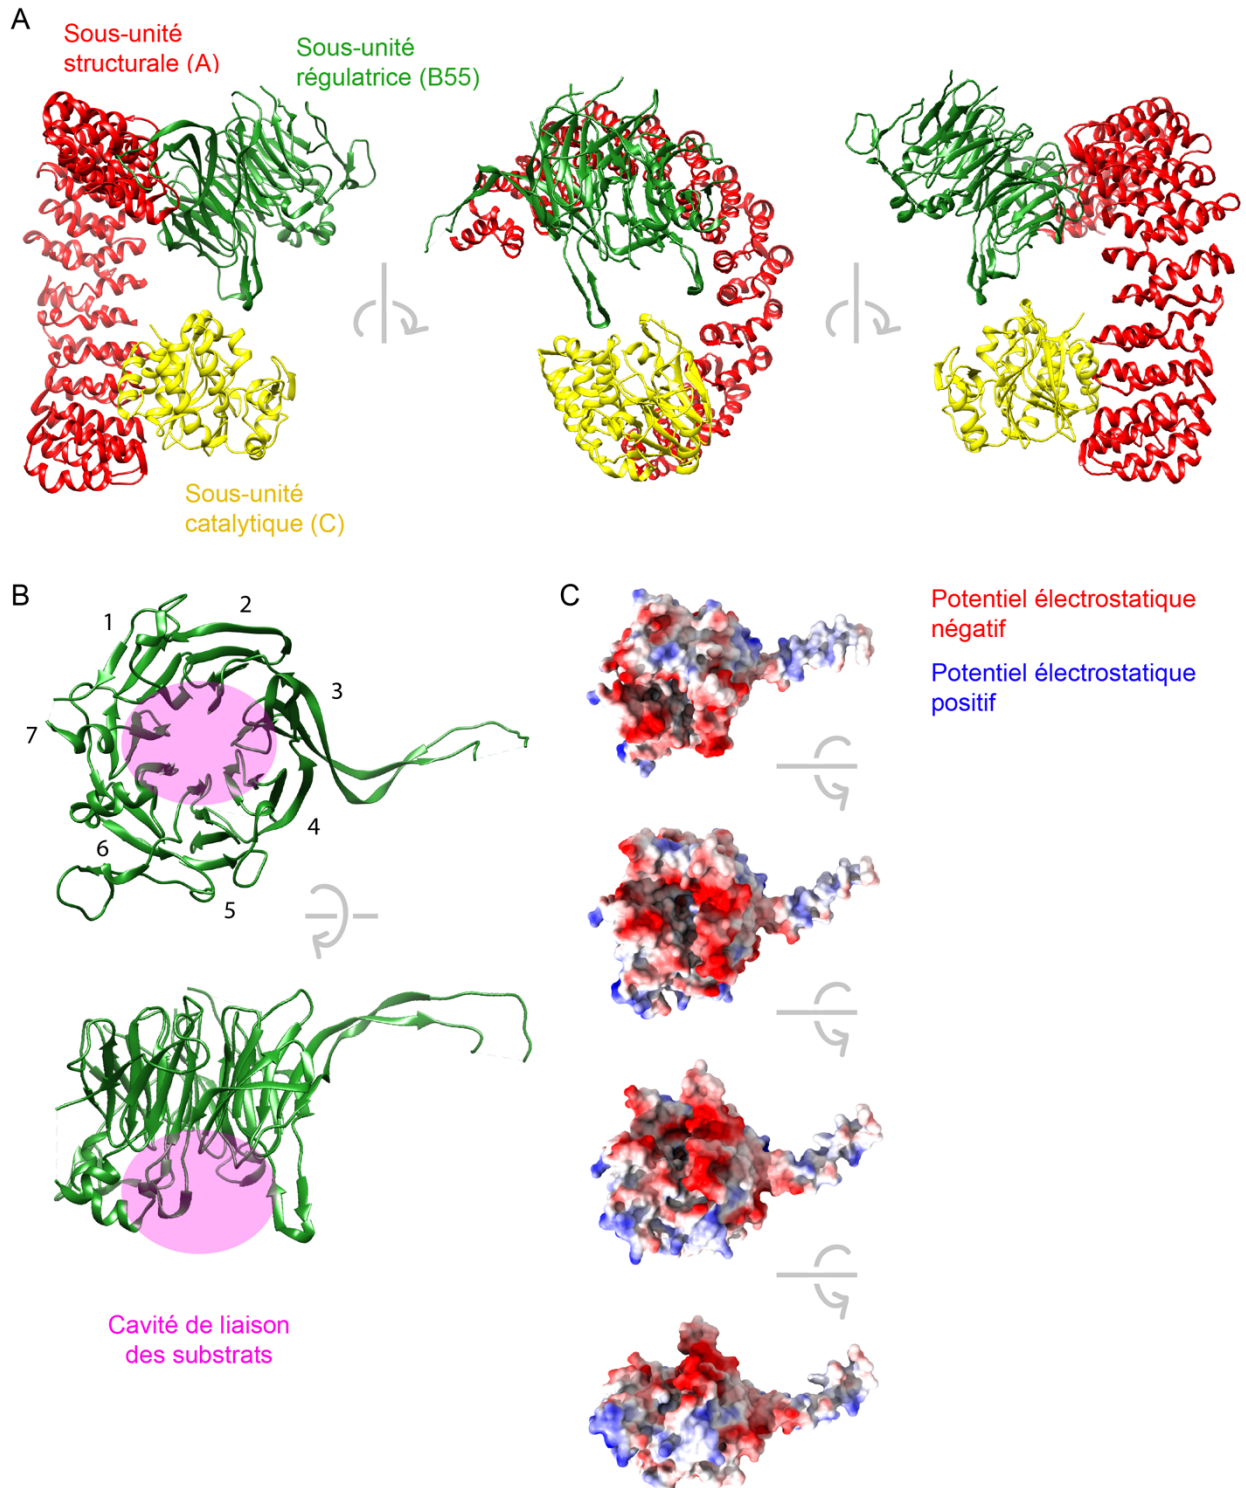 A
Sous-unité
structurale (A)
Sous-unité
régulatrice (B55)
Sous-unité
catalytique (C)
B
1
2
3
7
4
6
5
Cavité de liaison
des substrats
C
Potentiel électrostatique
négatif
Potentiel électrostatique
positif